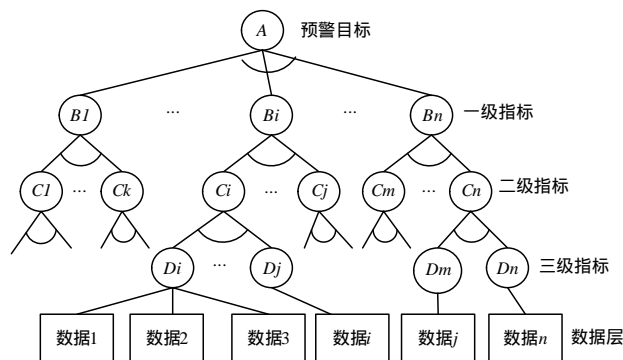 A 预警目标
B1 ... Bi ... Bn 一级指标
C1 ... Ck Ci ... Cj Cm ... Cn 二级指标
Di ... Dj Dm Dn 三级指标
数据1 数据2 数据3 数据i 数据j 数据n 数据层